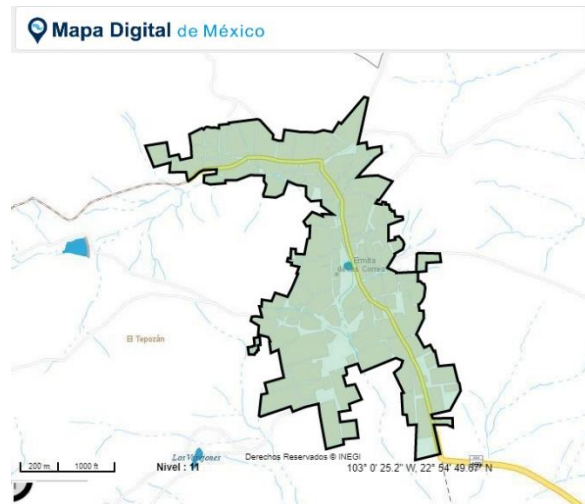 Mapa Digital de México
Ermita
de los Correa
El Tepozán
Los Vergones
200 m
1000 ft
Nivel : 11
Derechos Reservados © INEGI
103° 0' 25.2" W, 22° 54' 49.67" N